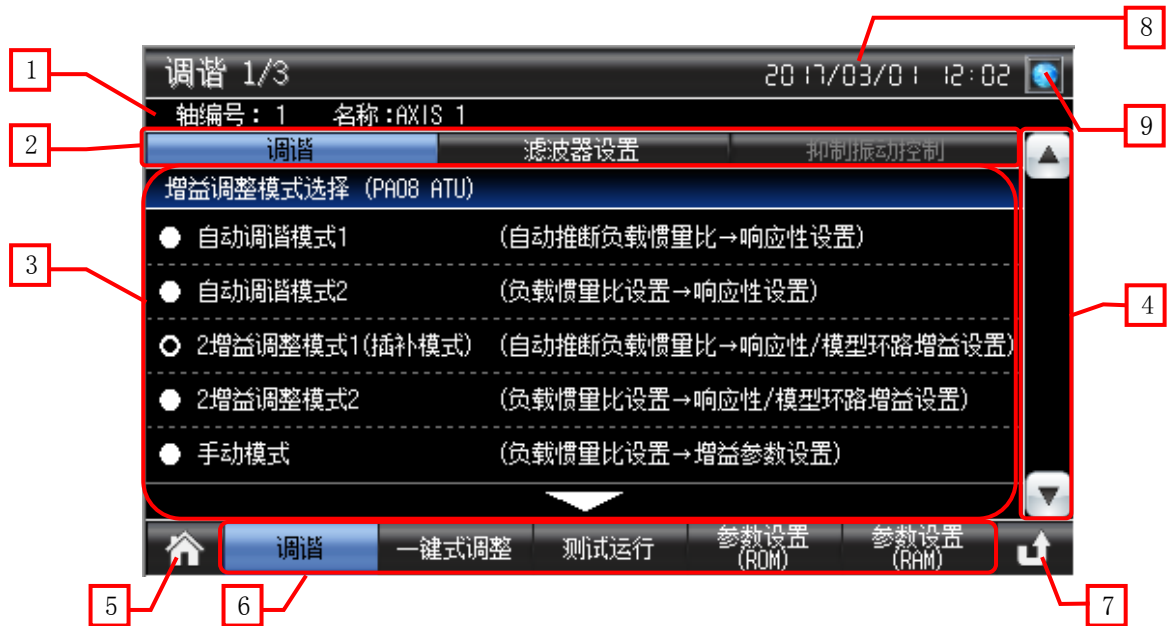 8
调谐 1/3 2017/03/01 12:02
1
轴编号：1 名称:AXIS 1
9
2
调谐 滤波器设置 抑制振动控制
增益调整模式选择 (PA08 ATU)
自动调谐模式1 (自动推断负载惯量比→响应性设置)
3
自动调谐模式2 (负载惯量比设置→响应性设置)
4
2增益调整模式1(插补模式) (自动推断负载惯量比→响应性/模型环路增益设置)
2增益调整模式2 (负载惯量比设置→响应性/模型环路增益设置)
手动模式 (负载惯量比设置→增益参数设置)
调谐 一键式调整 测试运行 参数设置(ROM) 参数设置(RAM)
5 6 7